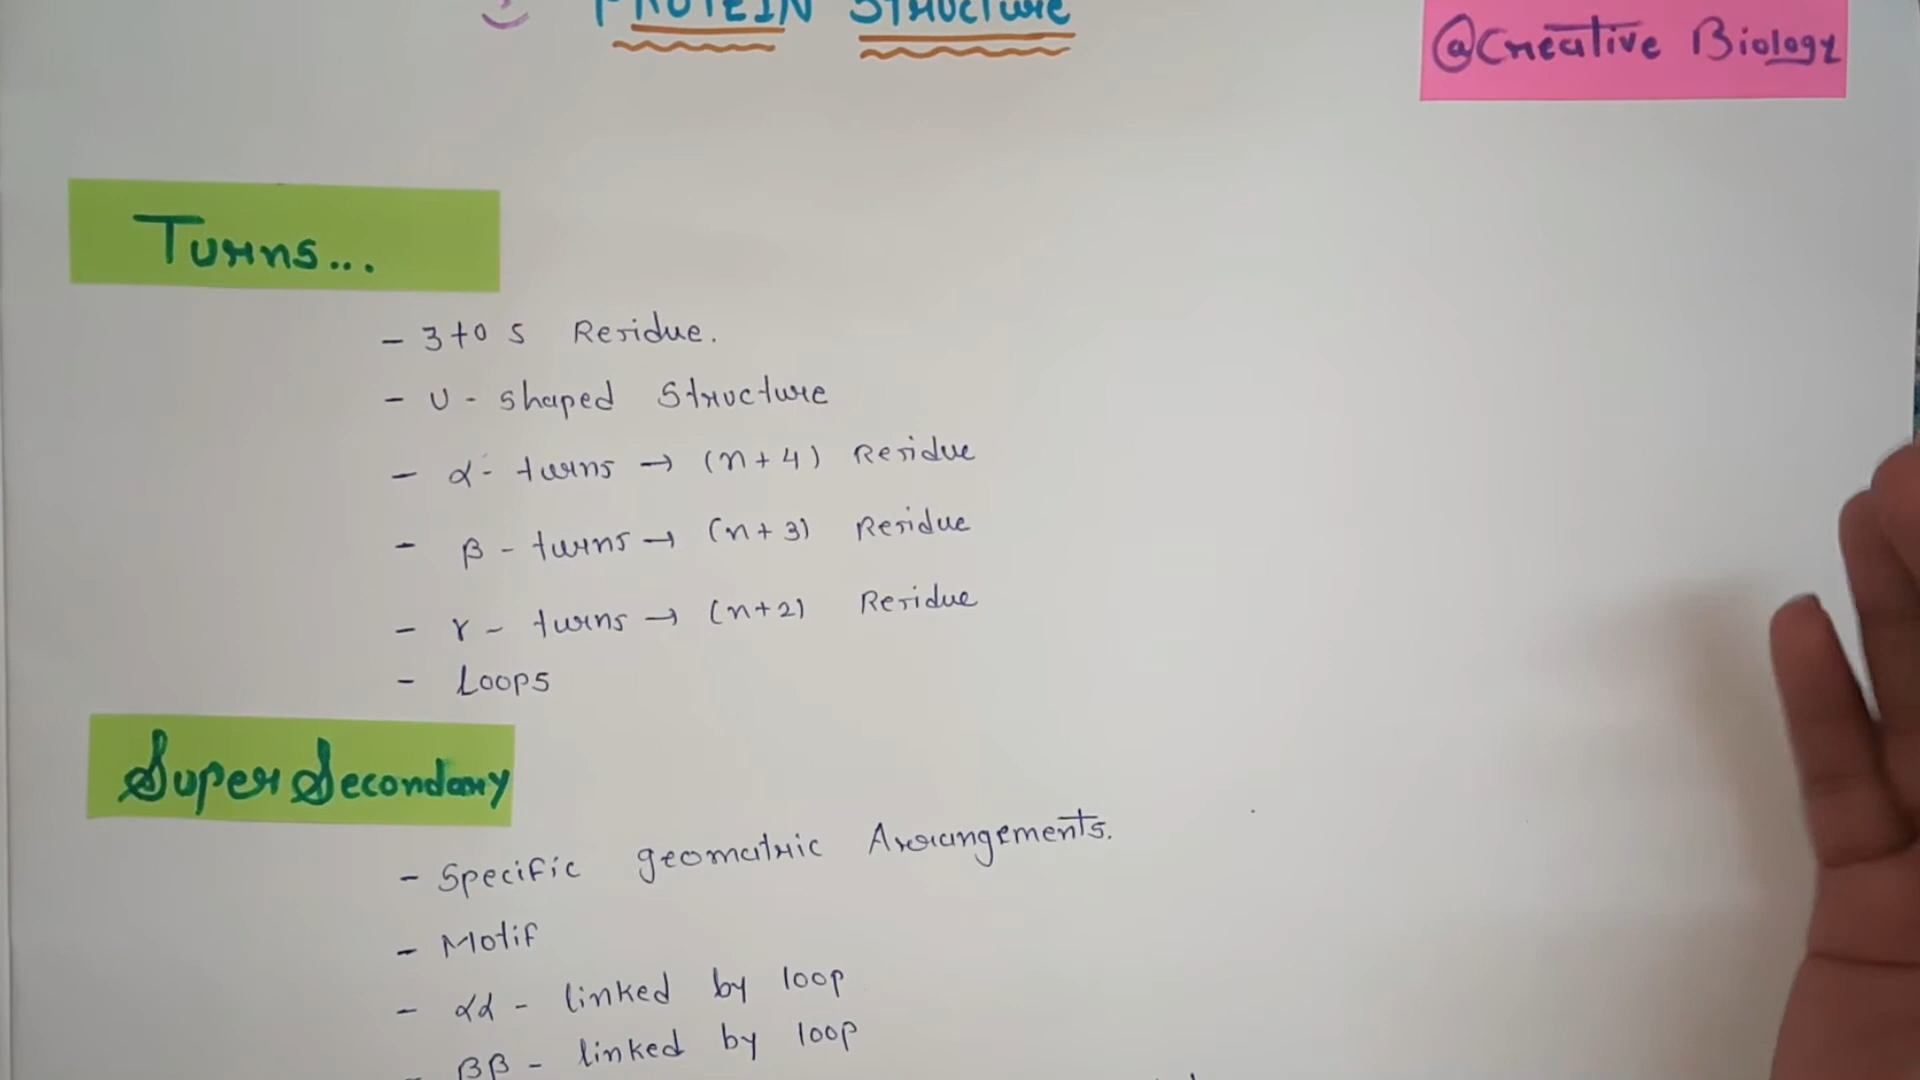 PROTEIN STRUCTURE
@Creative Biology
Turns...
- 3 to 5 Residue.
- U - shaped Structure
- α - turns → (n + 4) Residue
- β - turns → (n + 3) Residue
- γ - turns → (n+2) Residue
- Loops
Super Secondary
- Specific geomatric Arrangements.
- Motif
- αα - linked by loop
- ββ - linked by loop